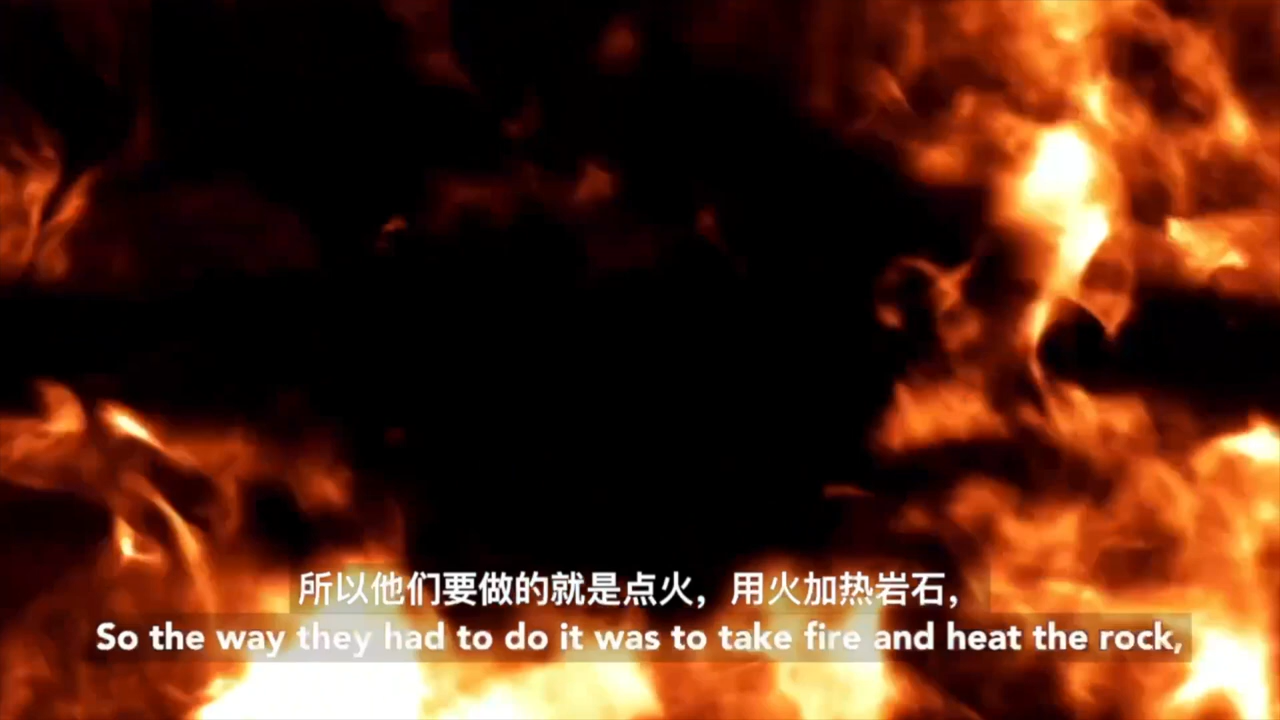 所以他们要做的就是点火，用火加热岩石，
So the way they had to do it was to take fire and heat the rock,